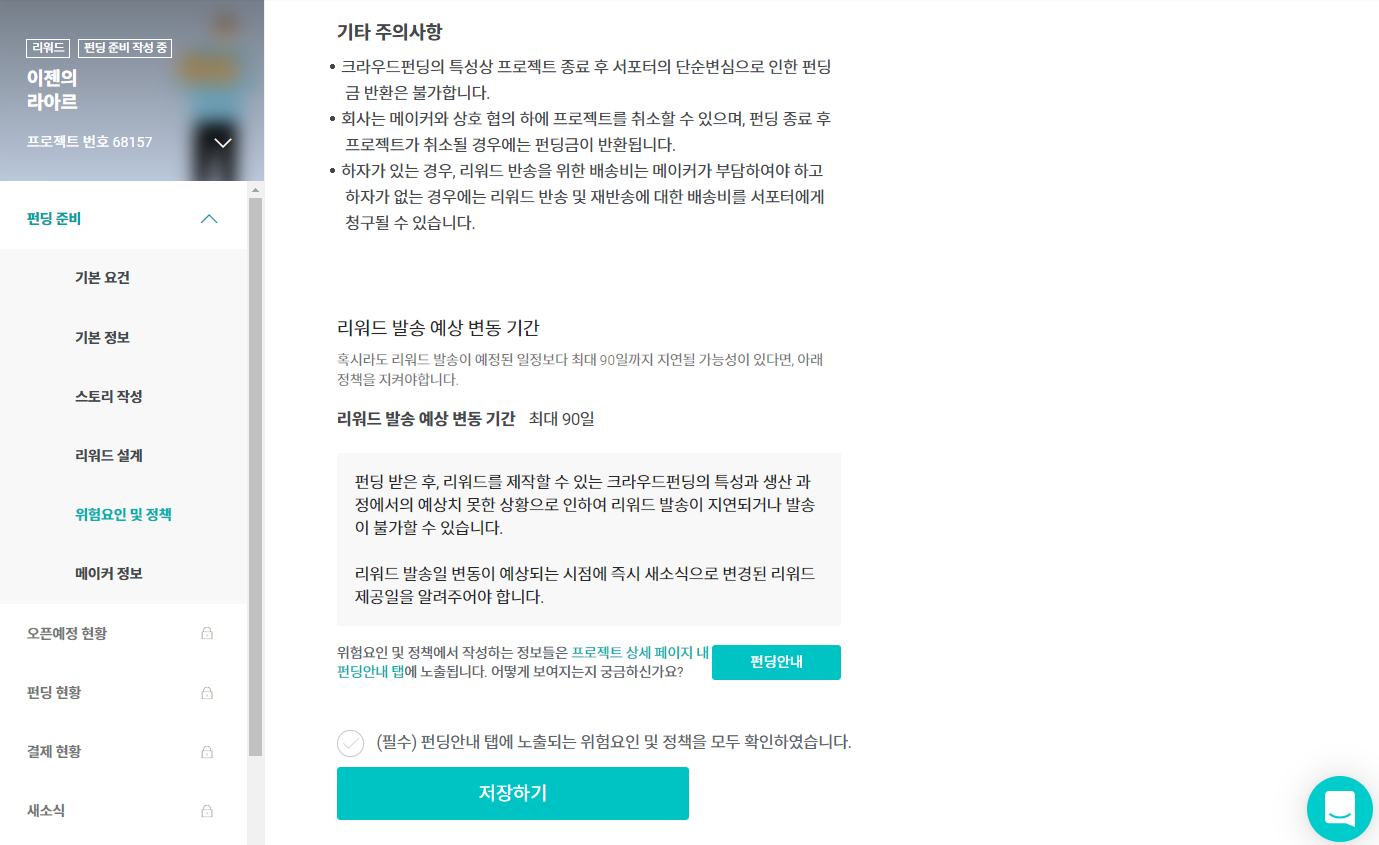 리워드 펀딩 준비 작성 중
이젠의
라아르
프로젝트 번호 68157
펀딩 준비
기본 요건
기본 정보
스토리 작성
리워드 설계
위험요인 및 정책
메이커 정보
오픈예정 현황
펀딩 현황
결제 현황
새소식
기타 주의사항
• 크라우드펀딩의 특성상 프로젝트 종료 후 서포터의 단순변심으로 인한 펀딩
금 반환은 불가합니다.
• 회사는 메이커와 상호 협의 하에 프로젝트를 취소할 수 있으며, 펀딩 종료 후
프로젝트가 취소될 경우에는 펀딩금이 반환됩니다.
• 하자가 있는 경우, 리워드 반송을 위한 배송비는 메이커가 부담하여야 하고
하자가 없는 경우에는 리워드 반송 및 재반송에 대한 배송비를 서포터에게
청구될 수 있습니다.
리워드 발송 예상 변동 기간
혹시라도 리워드 발송이 예정된 일정보다 최대 90일까지 지연될 가능성이 있다면, 아래
정책을 지켜야합니다.
리워드 발송 예상 변동 기간 최대 90일
펀딩 받은 후, 리워드를 제작할 수 있는 크라우드펀딩의 특성과 생산 과
정에서의 예상치 못한 상황으로 인하여 리워드 발송이 지연되거나 발송
이 불가할 수 있습니다.
리워드 발송일 변동이 예상되는 시점에 즉시 새소식으로 변경된 리워드
제공일을 알려주어야 합니다.
위험요인 및 정책에서 작성하는 정보들은 프로젝트 상세 페이지 내
펀딩안내 탭에 노출됩니다. 어떻게 보여지는지 궁금하신가요?
펀딩안내
(필수) 펀딩안내 탭에 노출되는 위험요인 및 정책을 모두 확인하였습니다.
저장하기